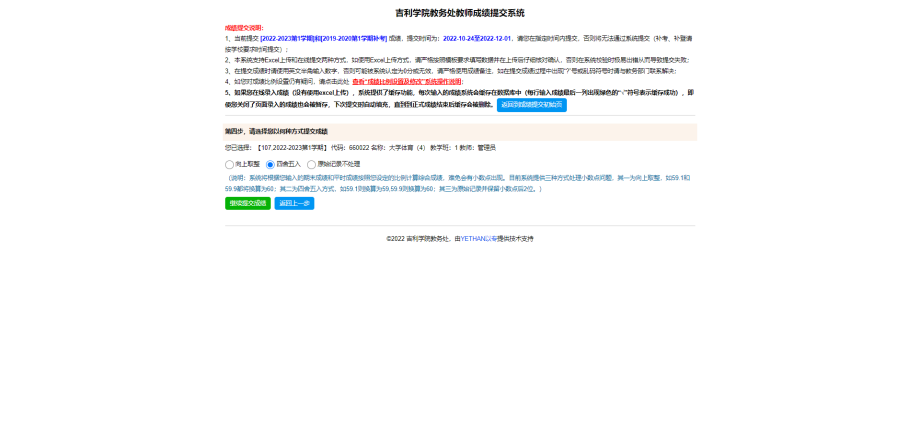 吉利学院教务处教师成绩提交系统
成绩提交说明：
1、当前提交 [2022-2023第1学期]和[2019-2020第1学期补考] 成绩，提交时间为：2022-10-24至2022-12-01，请您在指定时间内提交，否则将无法通过系统提交（补考、补登请
按学校要求时间提交）；
2、本系统支持Excel上传和在线提交两种方式，如使用Excel上传方式，请严格按照模板要求填写数据并在上传后仔细核对确认，否则在系统校验时极易出错从而导致提交失败；
3、在提交成绩时请使用英文半角输入数字，否则可能被系统认定为0分或无效，请严格使用成绩备注，如在提交成绩过程中出现"?"号或乱码符号时请与教务部门联系解决；
4、如您对成绩比例设置仍有疑问，请点击此处 查看"成绩比例设置及修改"系统操作说明；
5、如果您在线录入成绩（没有使用excel上传），系统提供了缓存功能，每次输入的成绩系统会缓存在数据库中（每行输入成绩最后一列出现绿色的"√"符号表示缓存成功），即
使您关闭了页面录入的成绩也会被暂存，下次提交时自动填充，直到到正式成绩结束后缓存会被删除。 返回到成绩提交初始页
第四步，请选择您以何种方式提交成绩
您已选择：【107,2022-2023第1学期】 代码：660022 名称：大学体育（4） 教学班：1 教师：管理员
向上取整 四舍五入 原始记录不处理
（说明：系统将根据您输入的期末成绩和平时成绩按照您设定的比例计算综合成绩，难免会有小数点出现。目前系统提供三种方式处理小数点问题，其一为向上取整，如59.1和
59.9都将换算为60；其二为四舍五入方式，如59.1则换算为59,59.9则换算为60；其三为原始记录并保留小数点后2位。）
继续提交成绩 返回上一步
©2022 吉利学院教务处，由YETHAN以专提供技术支持